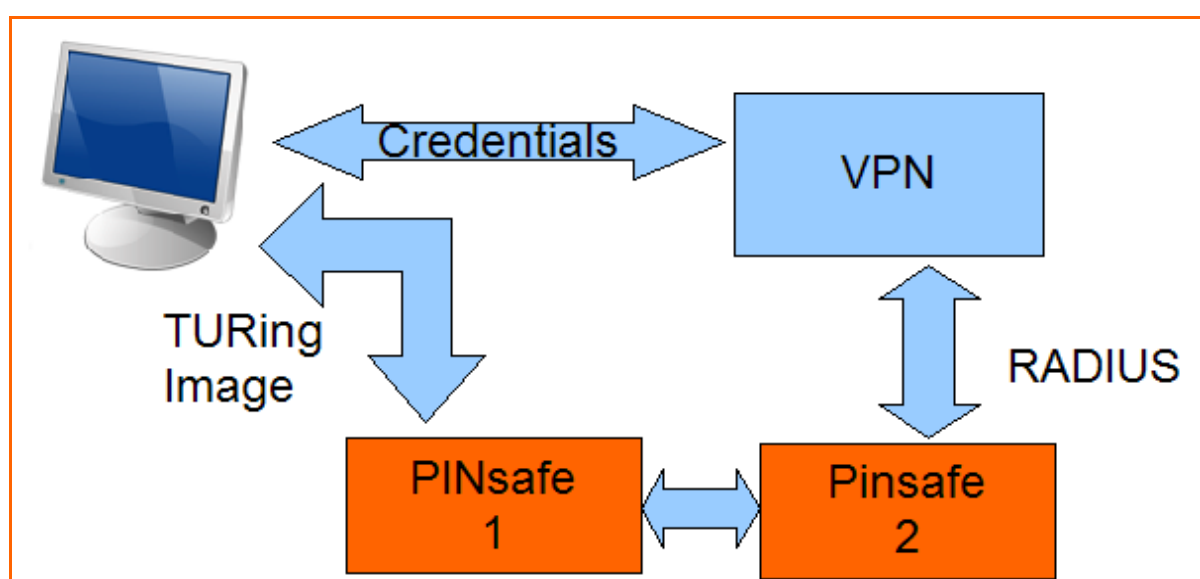 Credentials
VPN
TURing
Image
RADIUS
PINsafe
1
Pinsafe
2